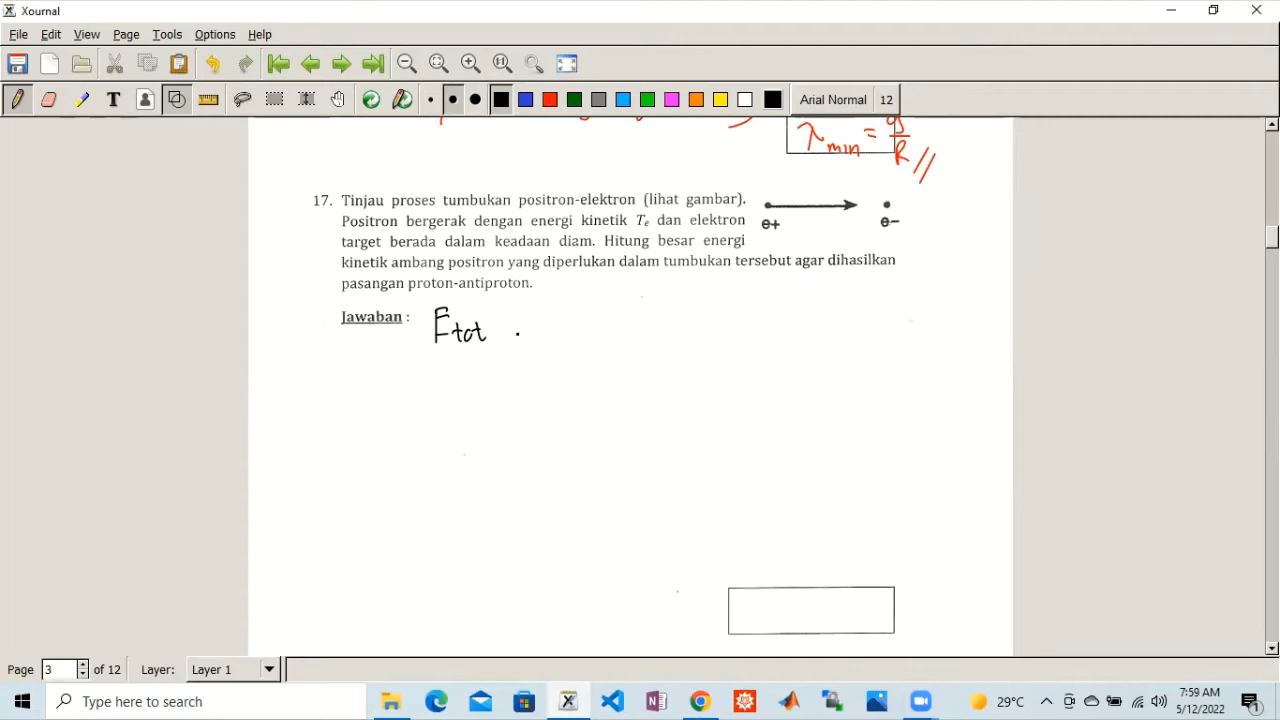 Xournal
File Edit View Page Tools Options Help
Arial Normal 12
λmin = g/R //
17. Tinjau proses tumbukan positron-elektron (lihat gambar).
Positron bergerak dengan energi kinetik Te dan elektron
target berada dalam keadaan diam. Hitung besar energi
kinetik ambang positron yang diperlukan dalam tumbukan tersebut agar dihasilkan
pasangan proton-antiproton.
e+
e-
Jawaban :
Etot
Page 3 of 12 Layer: Layer 1
Type here to search
29°C
7:59 AM
5/12/2022
1